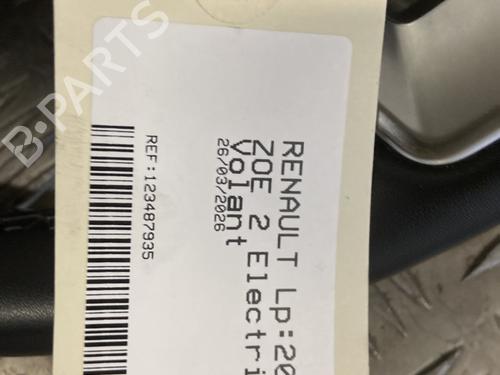 RENAULT Lp:20
ZOE 2 Electri
Volant
26/03/2026
REF:123487935
B-PARTS